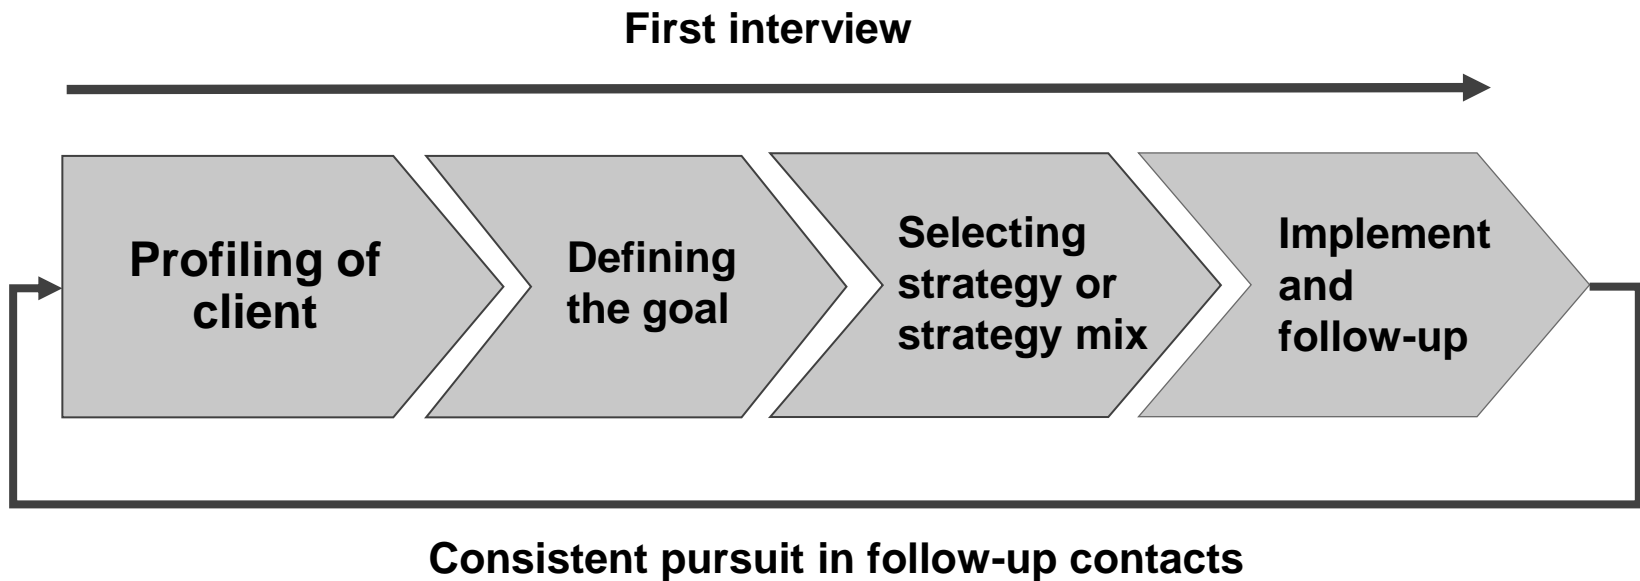 First interview
Profiling of
client
Defining
the goal
Selecting
strategy or
strategy mix
Implement
and
follow-up
Consistent pursuit in follow-up contacts